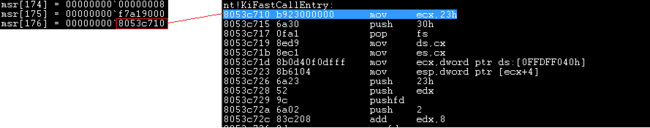 msr[174] = 00000000`00000008
msr[175] = 00000000`f7a19000
msr[176] = 00000000`8053c710
nt!KiFastCallEntry:
8053c710 b923000000 mov ecx,23h
8053c715 6a30 push 30h
8053c717 0fa1 pop fs
8053c719 8ed9 mov ds,cx
8053c71b 8ec1 mov es,cx
8053c71d 8b0d40f0dfff mov ecx,dword ptr ds:[0FFDFF040h]
8053c723 8b6104 mov esp,dword ptr [ecx+4]
8053c726 6a23 push 23h
8053c728 52 push edx
8053c729 9c pushfd
8053c72a 6a02 push 2
8053c72c 83c208 add edx,8